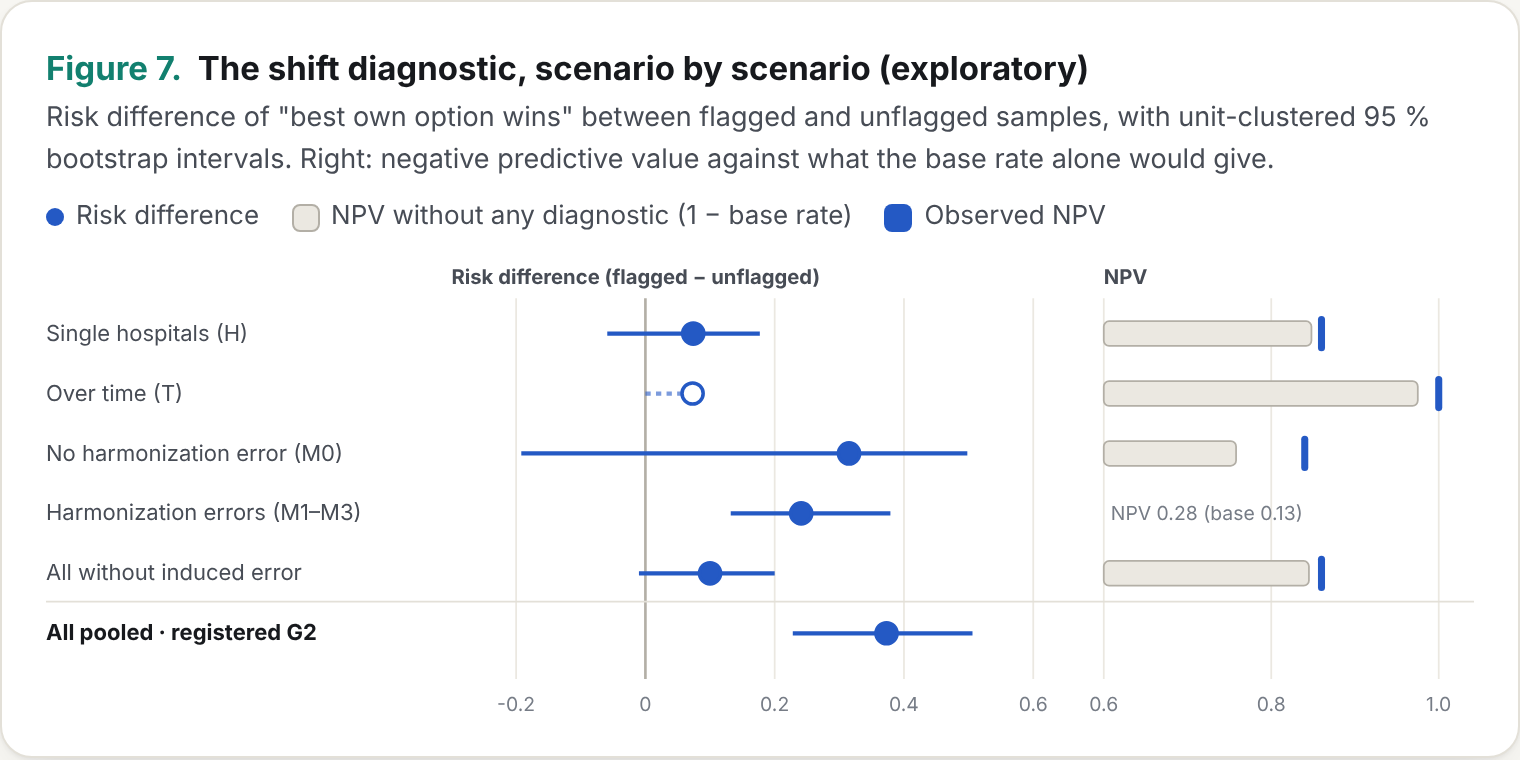 Figure 7. The shift diagnostic, scenario by scenario (exploratory)
Risk difference of "best own option wins" between flagged and unflagged samples, with unit-clustered 95 %
bootstrap intervals. Right: negative predictive value against what the base rate alone would give.
Risk difference NPV without any diagnostic (1 − base rate) Observed NPV
Risk difference (flagged − unflagged) NPV
Single hospitals (H)
Over time (T)
No harmonization error (M0)
Harmonization errors (M1–M3) NPV 0.28 (base 0.13)
All without induced error
All pooled · registered G2
-0.2 0 0.2 0.4 0.6 0.6 0.8 1.0